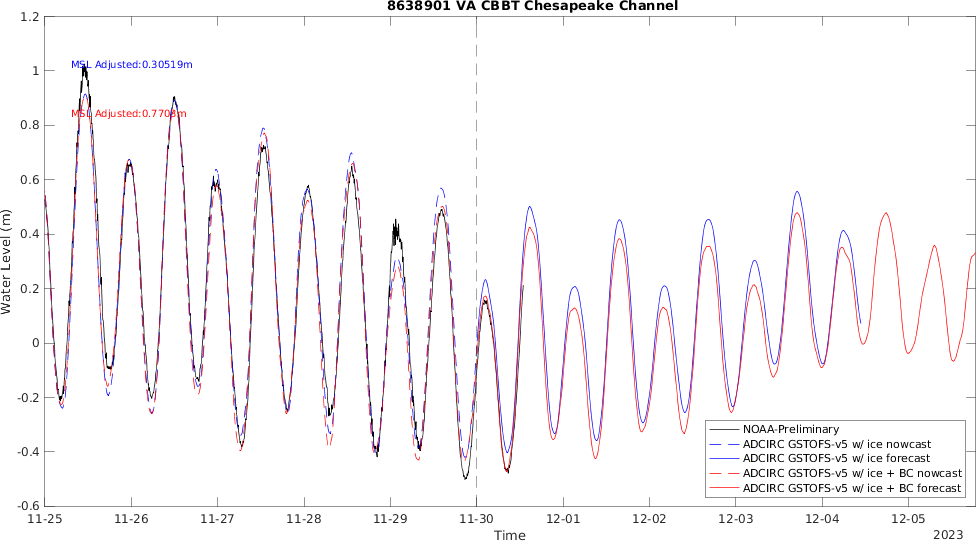 8638901 VA CBBT Chesapeake Channel
1.2
1
0.8
0.6
0.4
0.2
0
-0.2
-0.4
-0.6
Water Level (m)
MSL Adjusted:0.30519m
MSL Adjusted:0.7708m
NOAA-Preliminary
ADCIRC GSTOFS-v5 w/ ice nowcast
ADCIRC GSTOFS-v5 w/ ice forecast
ADCIRC GSTOFS-v5 w/ ice + BC nowcast
ADCIRC GSTOFS-v5 w/ ice + BC forecast
11-25 11-26 11-27 11-28 11-29 11-30 12-01 12-02 12-03 12-04 12-05
Time
2023